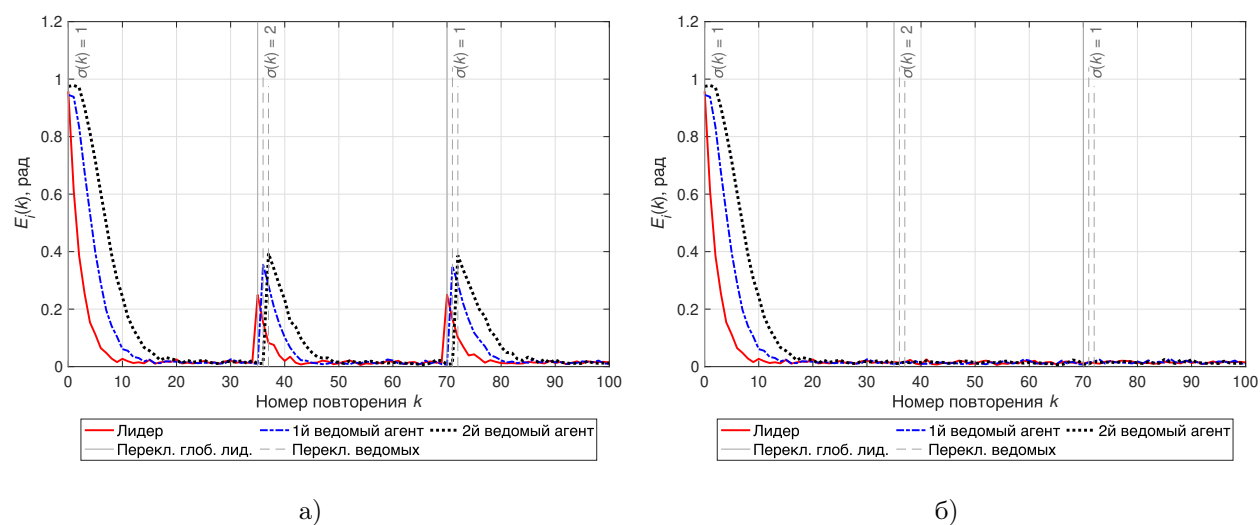 1.2
1
0.8
0.6
0.4
0.2
0
E_i(k), рад
σ(k) = 1
σ(k) = 2
σ(k) = 1
0 10 20 30 40 50 60 70 80 90 100
Номер повторения k
Лидер 1й ведомый агент 2й ведомый агент
Перекл. глоб. лид. Перекл. ведомых
а)
1.2
1
0.8
0.6
0.4
0.2
0
E_i(k), рад
σ(k) = 1
σ(k) = 2
σ(k) = 1
0 10 20 30 40 50 60 70 80 90 100
Номер повторения k
Лидер 1й ведомый агент 2й ведомый агент
Перекл. глоб. лид. Перекл. ведомых
б)